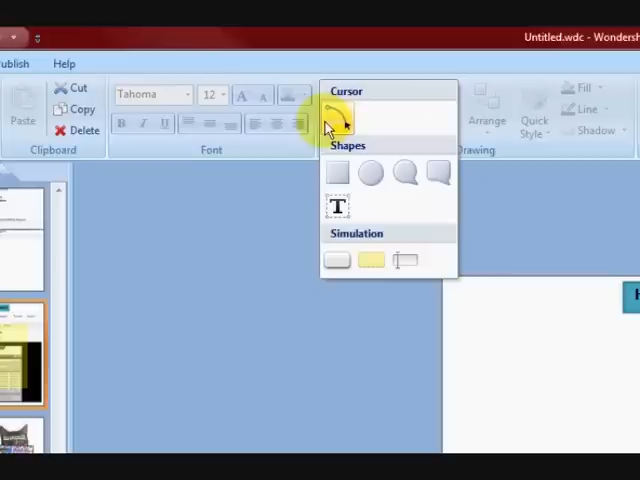 Untitled.wdc - Wondersh
ublish Help
Cut
Copy
Paste
Delete
Clipboard
Tahoma 12 A A
B I U
Font
Cursor
Shapes
T
Simulation
Arrange
Quick Style
Fill
Line
Shadow
Drawing
H